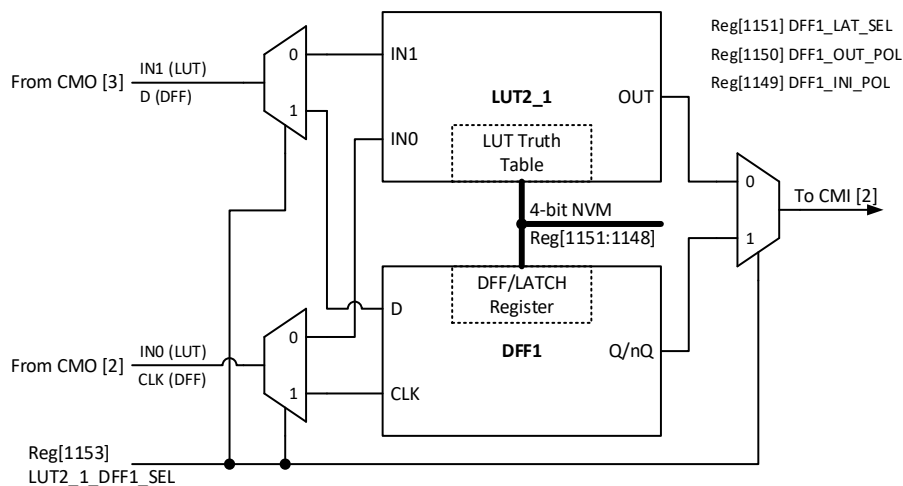 Reg[1151] DFF1_LAT_SEL
Reg[1150] DFF1_OUT_POL
Reg[1149] DFF1_INI_POL
From CMO [3]
IN1 (LUT)
D (DFF)
0
1
IN1
IN0
LUT2_1
OUT
LUT Truth
Table
4-bit NVM
Reg[1151:1148]
0
1
To CMI [2]
DFF/LATCH
Register
D
DFF1
Q/nQ
CLK
From CMO [2]
IN0 (LUT)
CLK (DFF)
0
1
Reg[1153]
LUT2_1_DFF1_SEL